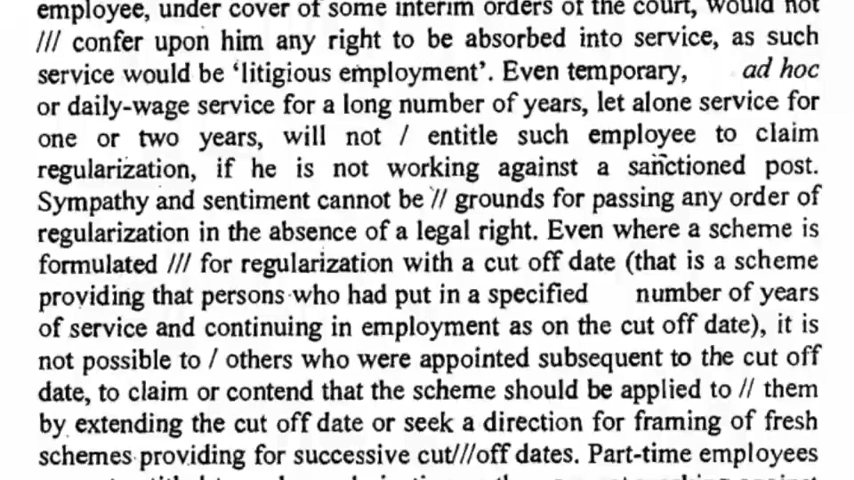 employee, under cover of some interim orders of the court, would not
/// confer upon him any right to be absorbed into service, as such
service would be ‘litigious employment’. Even temporary, ad hoc
or daily-wage service for a long number of years, let alone service for
one or two years, will not / entitle such employee to claim
regularization, if he is not working against a sanctioned post.
Sympathy and sentiment cannot be // grounds for passing any order of
regularization in the absence of a legal right. Even where a scheme is
formulated /// for regularization with a cut off date (that is a scheme
providing that persons who had put in a specified number of years
of service and continuing in employment as on the cut off date), it is
not possible to / others who were appointed subsequent to the cut off
date, to claim or contend that the scheme should be applied to // them
by extending the cut off date or seek a direction for framing of fresh
schemes providing for successive cut///off dates. Part-time employees